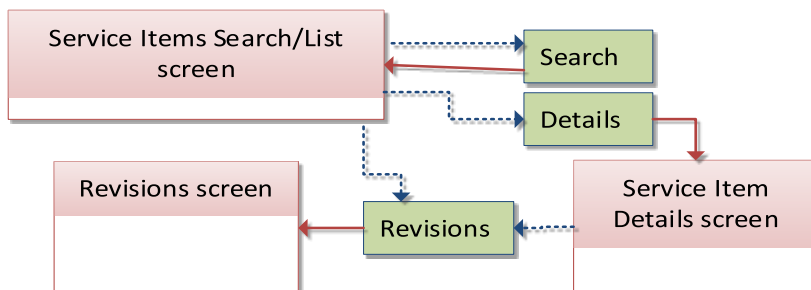 Service Items Search/List
screen
Search
Details
Revisions screen
Revisions
Service Item
Details screen